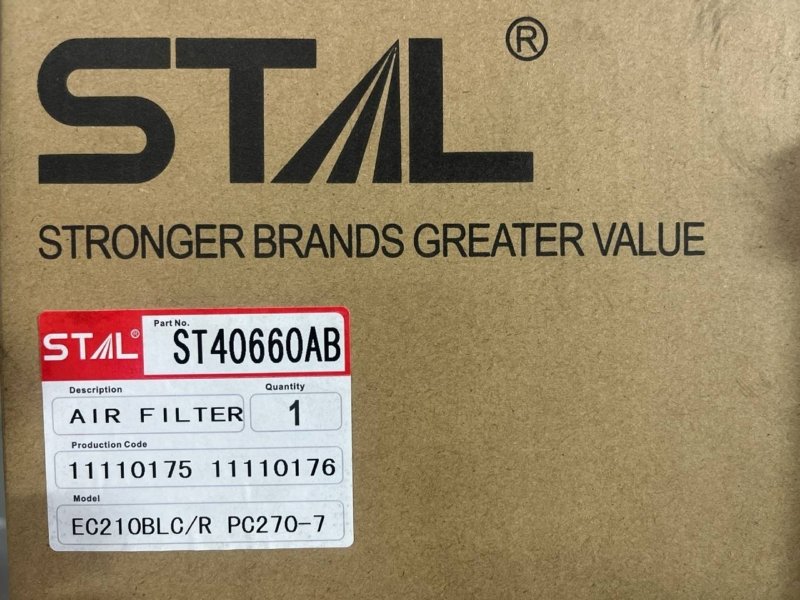 STAL®
STRONGER BRANDS GREATER VALUE
STAL®
Part No.
ST40660AB
Description
Quantity
AIR FILTER
1
Production Code
11110175 11110176
Model
EC210BLC/R PC270-7